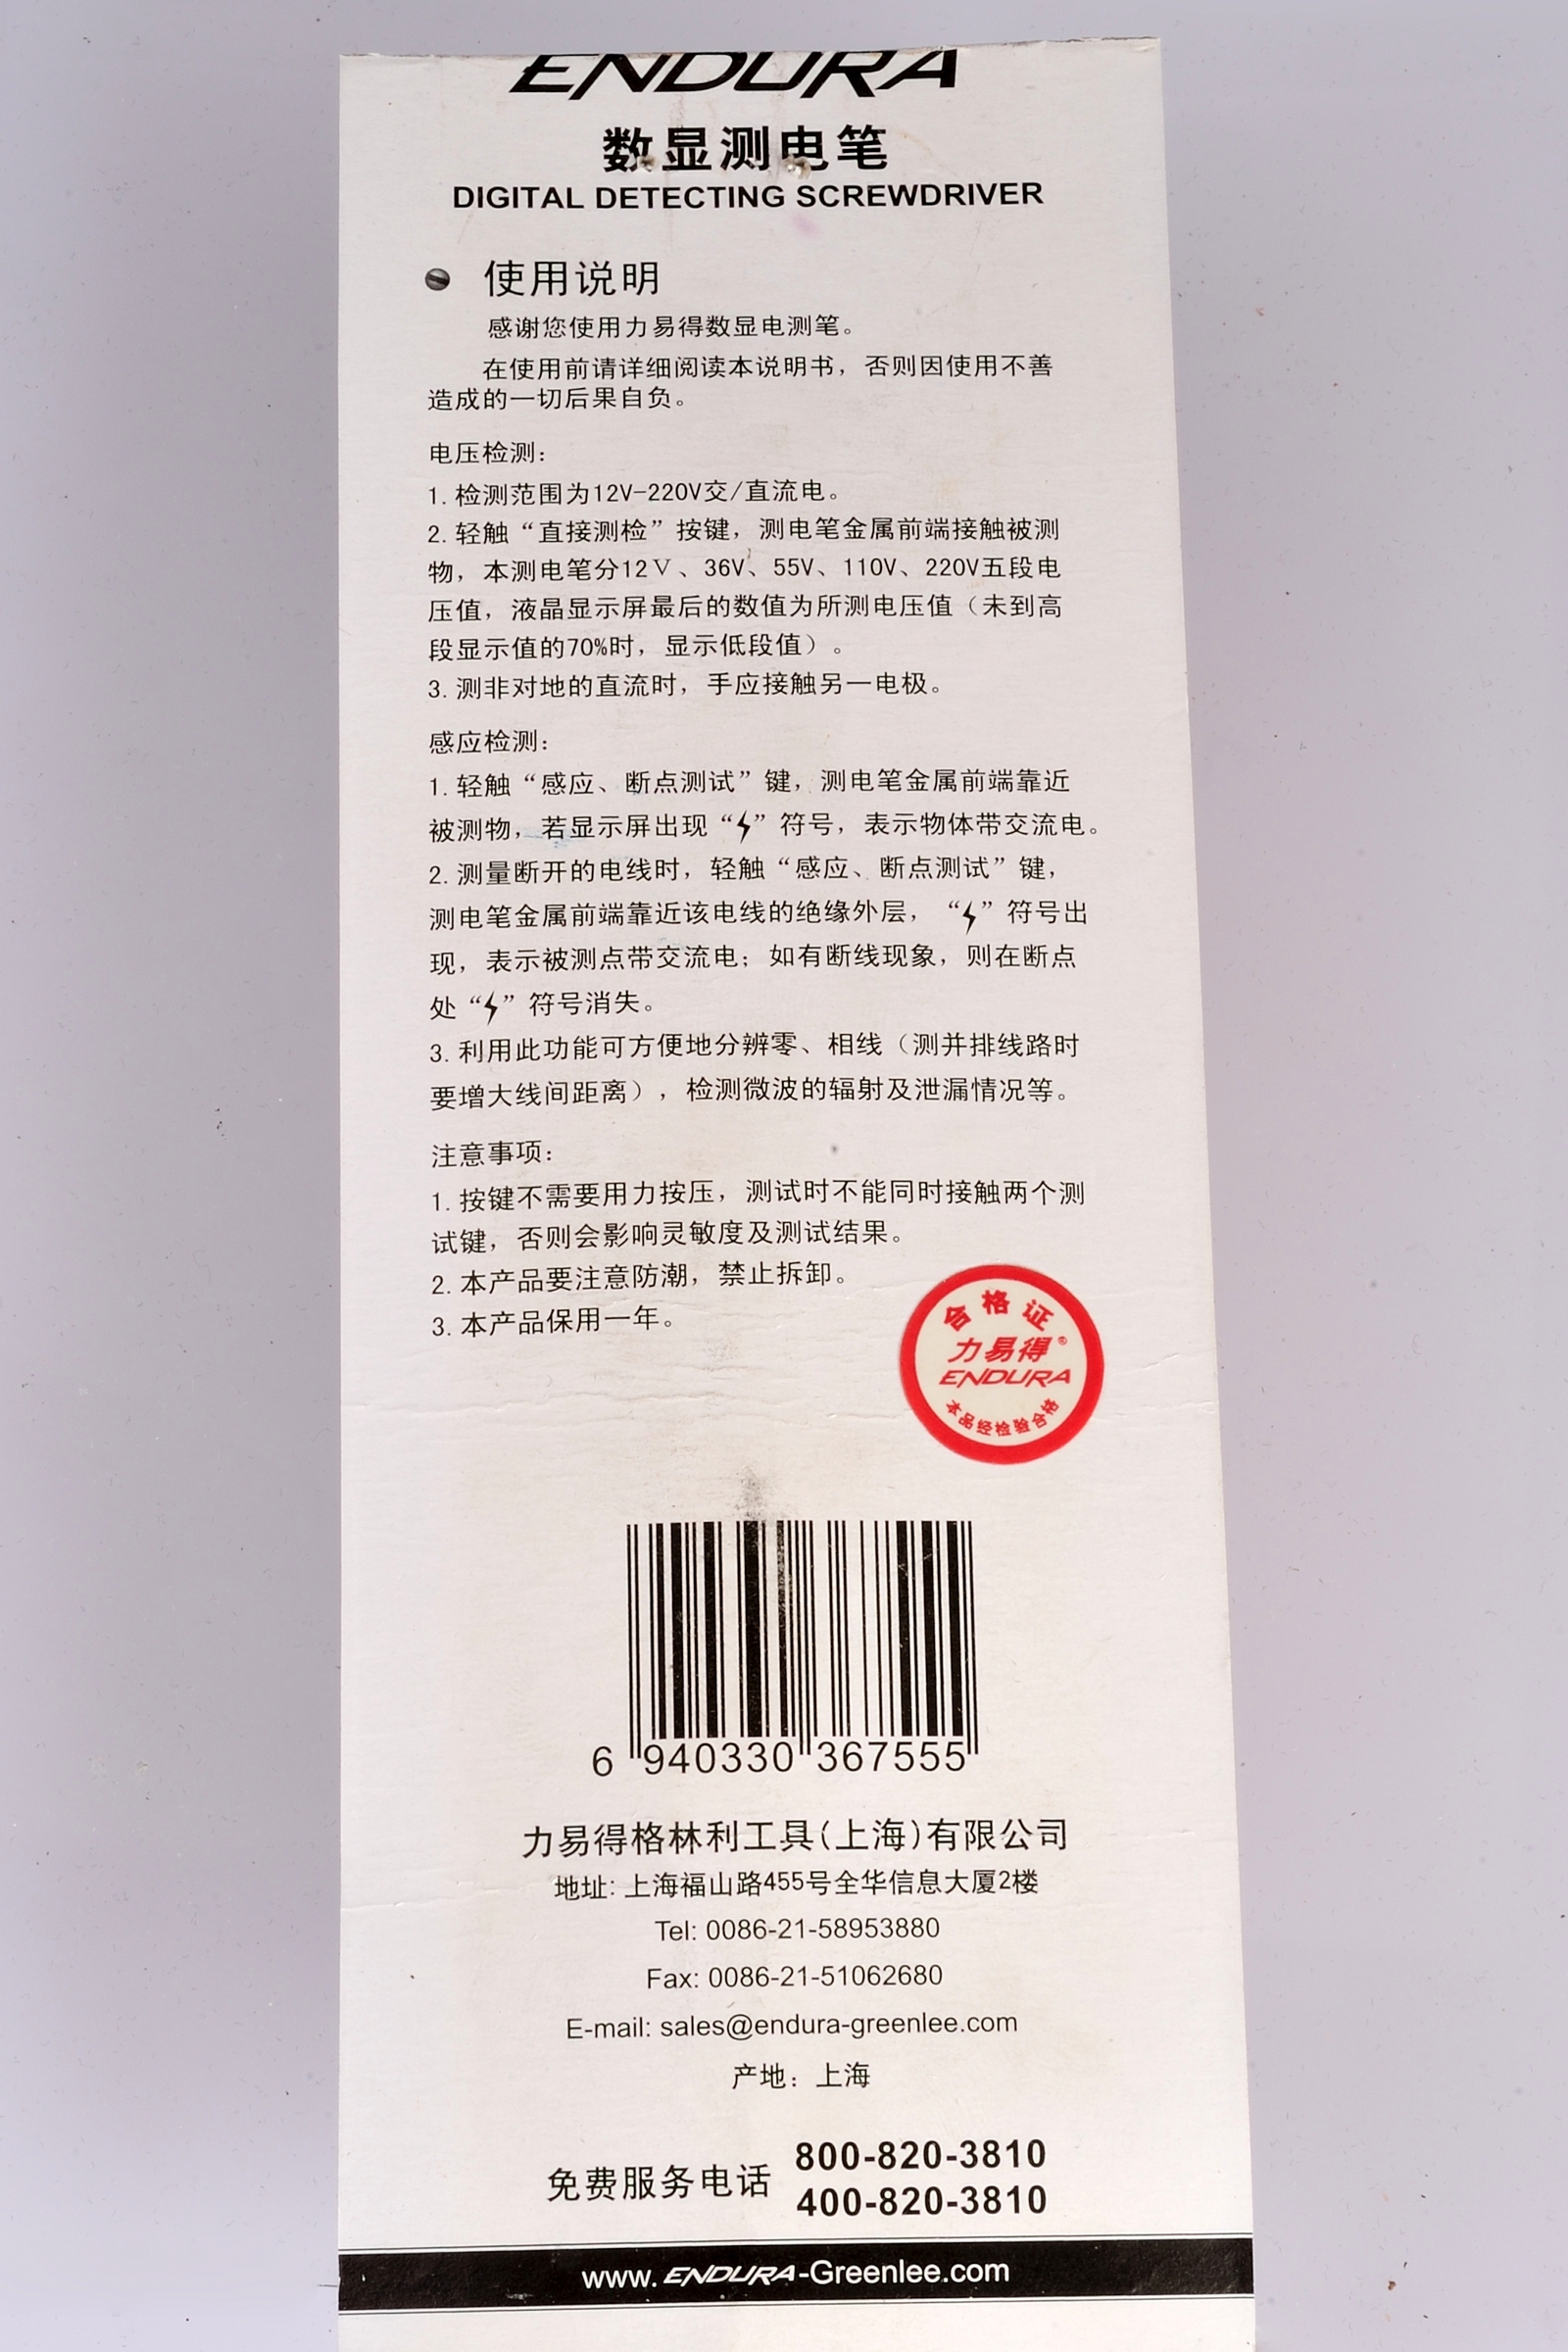 ENDURA
数显测电笔
DIGITAL DETECTING SCREWDRIVER
使用说明
感谢您使用力易得数显电测笔。
在使用前请详细阅读本说明书，否则因使用不善
造成的一切后果自负。
电压检测：
1. 检测范围为12V-220V交/直流电。
2. 轻触“直接测检”按键，测电笔金属前端接触被测
物，本测电笔分12V、36V、55V、110V、220V五段电
压值，液晶显示屏最后的数值为所测电压值（未到高
段显示值的70%时，显示低段值）。
3. 测非对地的直流时，手应接触另一电极。
感应检测：
1. 轻触“感应、断点测试”键，测电笔金属前端靠近
被测物，若显示屏出现“⚡”符号，表示物体带交流电。
2. 测量断开的电线时，轻触“感应、断点测试”键，
测电笔金属前端靠近该电线的绝缘外层，“⚡”符号出
现，表示被测点带交流电；如有断线现象，则在断点
处“⚡”符号消失。
3. 利用此功能可方便地分辨零、相线（测并排线路时
要增大线间距离），检测微波的辐射及泄漏情况等。
注意事项：
1. 按键不需要用力按压，测试时不能同时接触两个测
试键，否则会影响灵敏度及测试结果。
2. 本产品要注意防潮，禁止拆卸。
3. 本产品保用一年。
合格证
力易得®
ENDURA
本品经检验合格
6 940330 367555
力易得格林利工具(上海)有限公司
地址: 上海福山路455号全华信息大厦2楼
Tel: 0086-21-58953880
Fax: 0086-21-51062680
E-mail: sales@endura-greenlee.com
产地：上海
免费服务电话
800-820-3810
400-820-3810
www.ENDURA-Greenlee.com